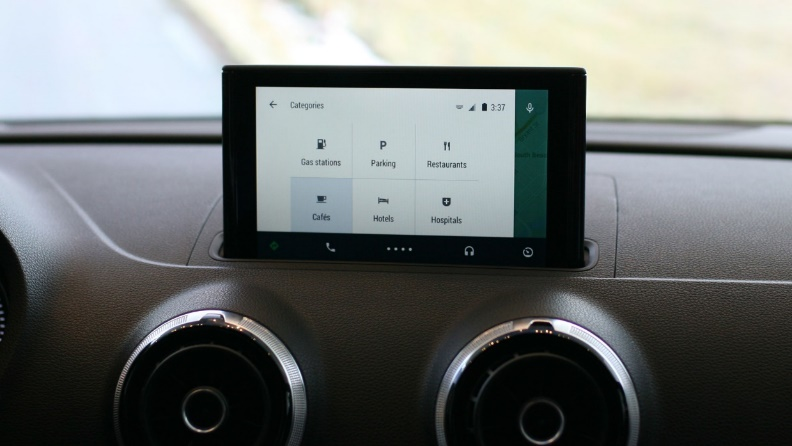 Categories
3:37
Gas stations
Parking
Restaurants
Cafés
Hotels
Hospitals